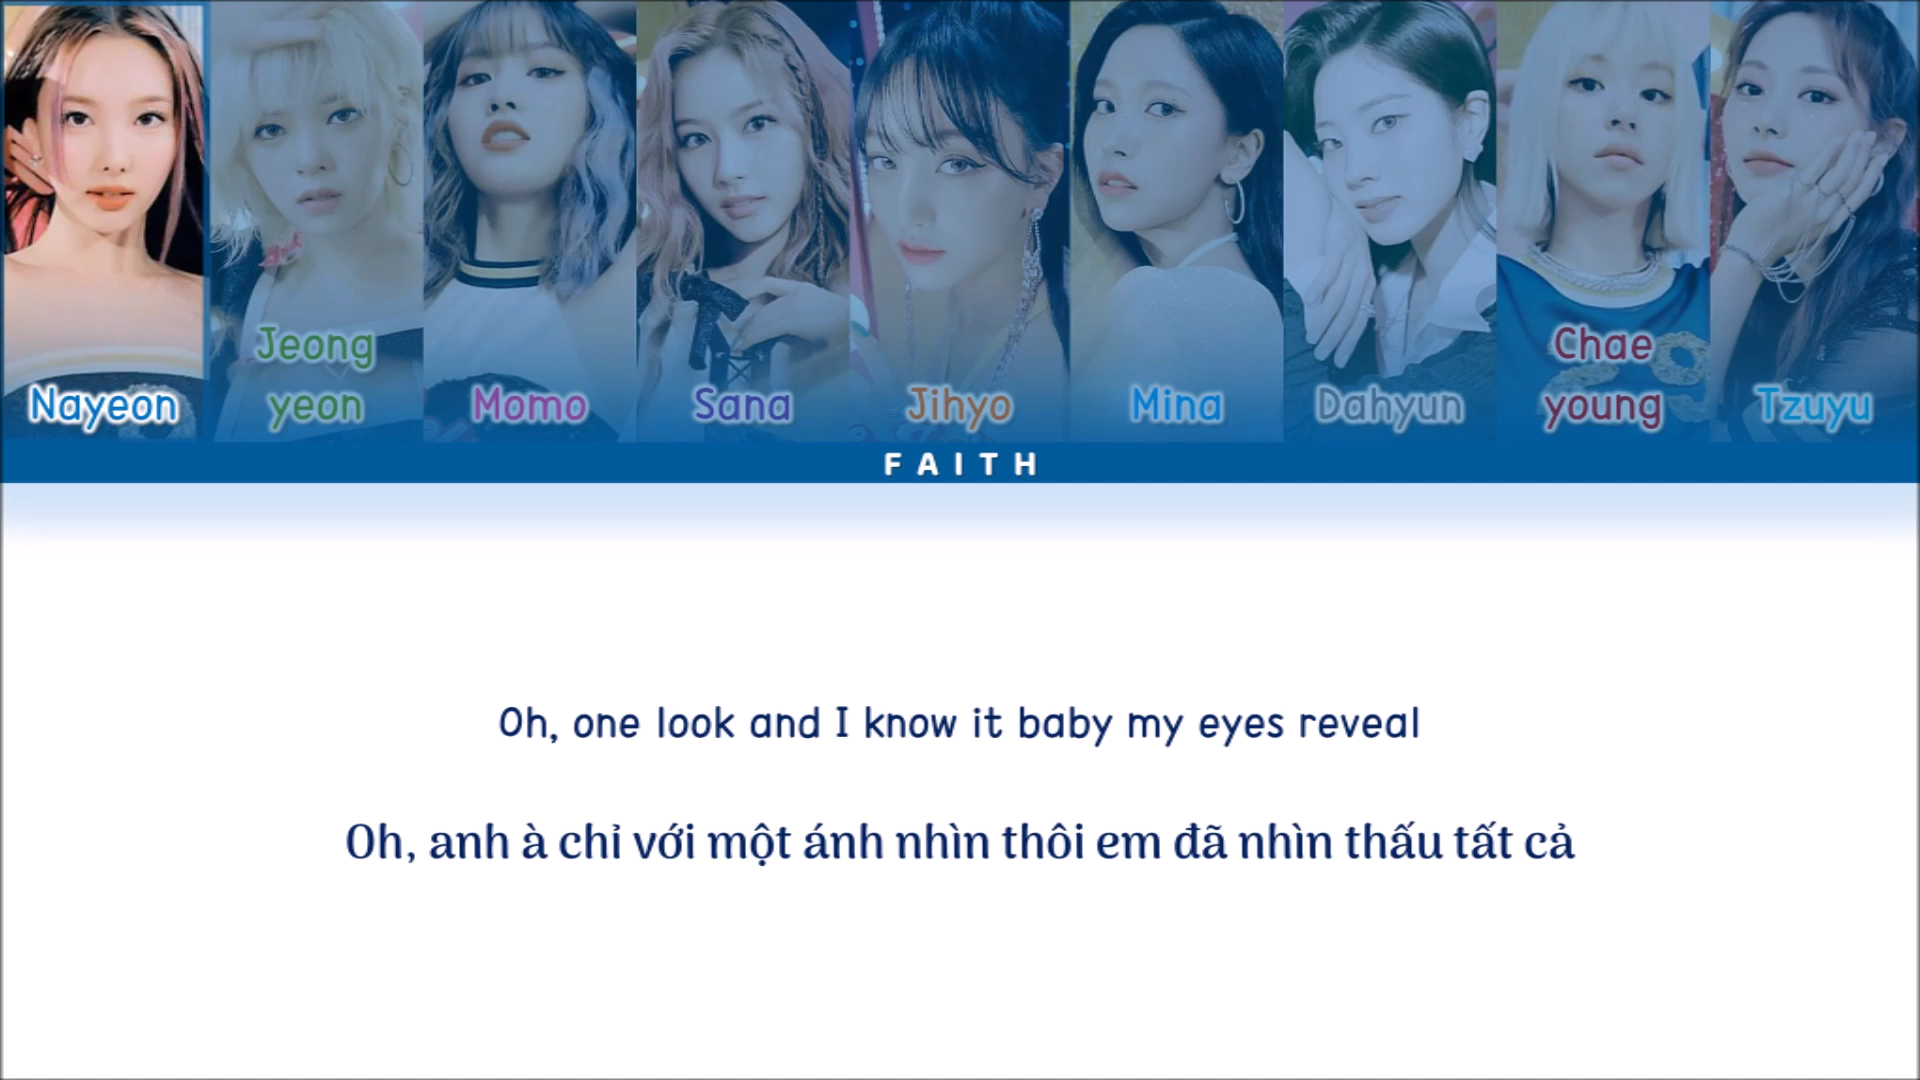 Nayeon
Jeong
yeon
Momo
Sana
Jihyo
Mina
Dahyun
Chae
young
Tzuyu
FAITH
Oh, one look and I know it baby my eyes reveal
Oh, anh à chỉ với một ánh nhìn thôi em đã nhìn thấu tất cả